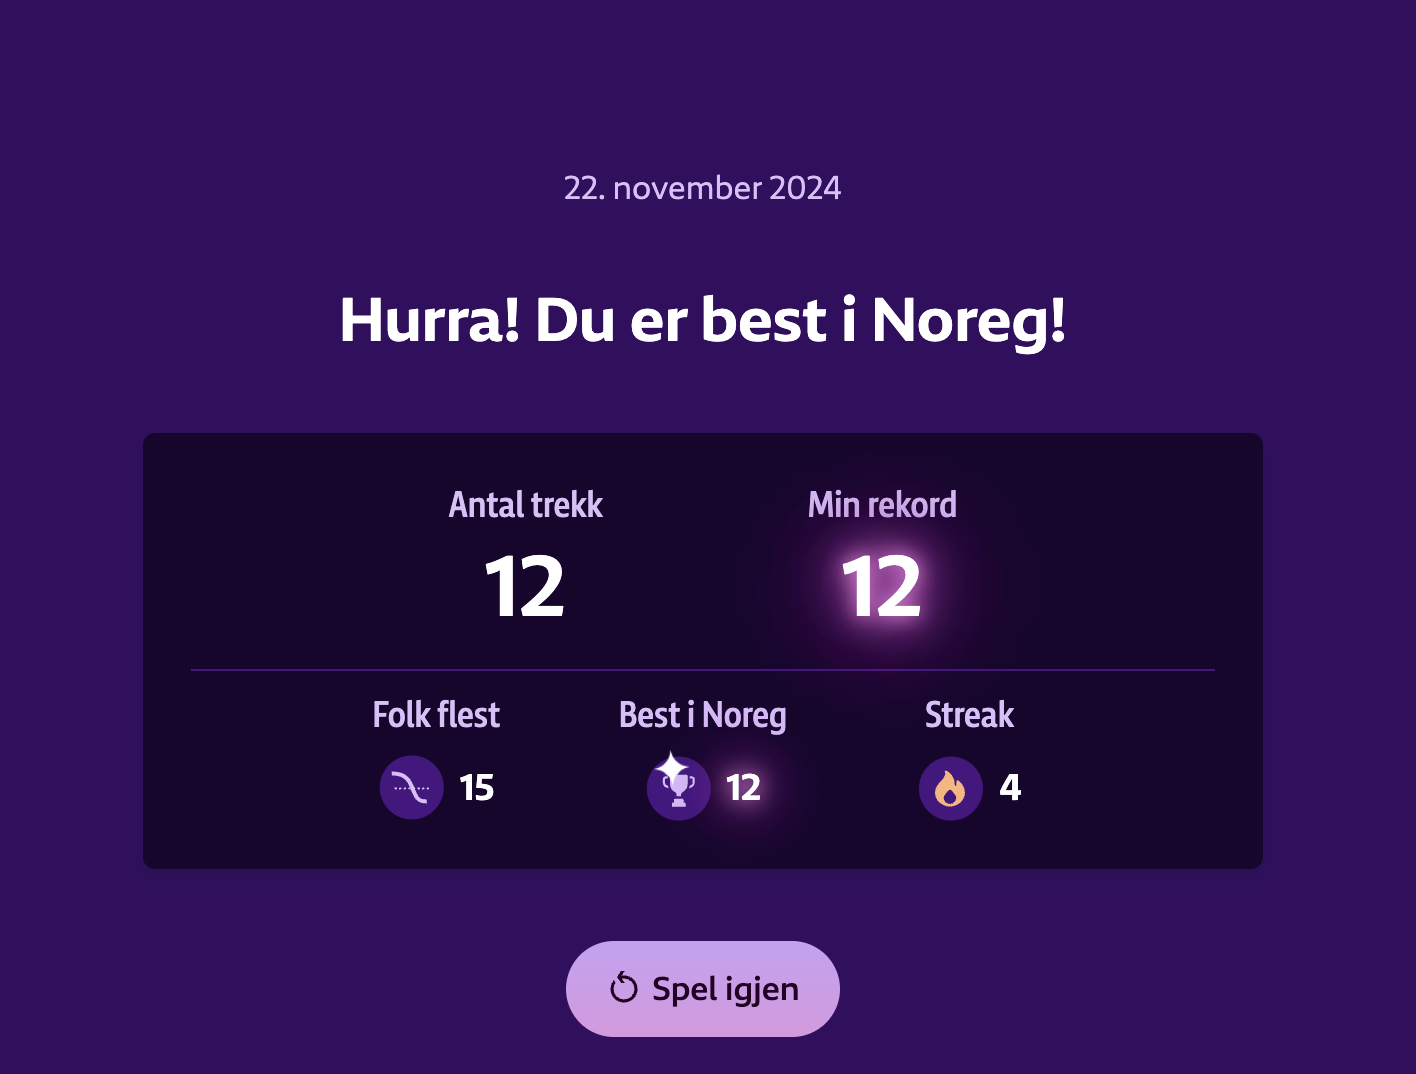 22. november 2024
Hurra! Du er best i Noreg!
Antal trekk
Min rekord
12
12
Folk flest
Best i Noreg
Streak
15
12
4
Spel igjen